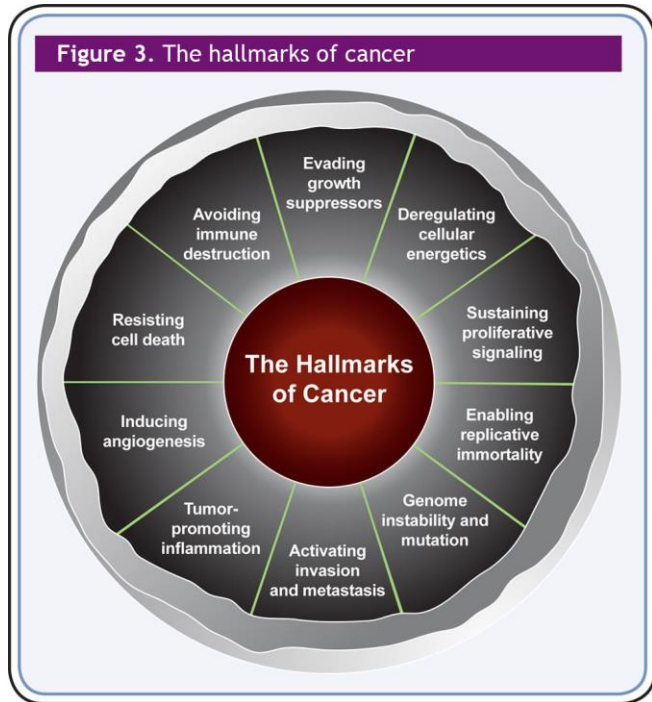 Figure 3. The hallmarks of cancer
Evading
growth
suppressors
Deregulating
cellular
energetics
Sustaining
proliferative
signaling
Enabling
replicative
immortality
Genome
instability and
mutation
Activating
invasion
and metastasis
Tumor-
promoting
inflammation
Inducing
angiogenesis
Resisting
cell death
Avoiding
immune
destruction
The Hallmarks
of Cancer